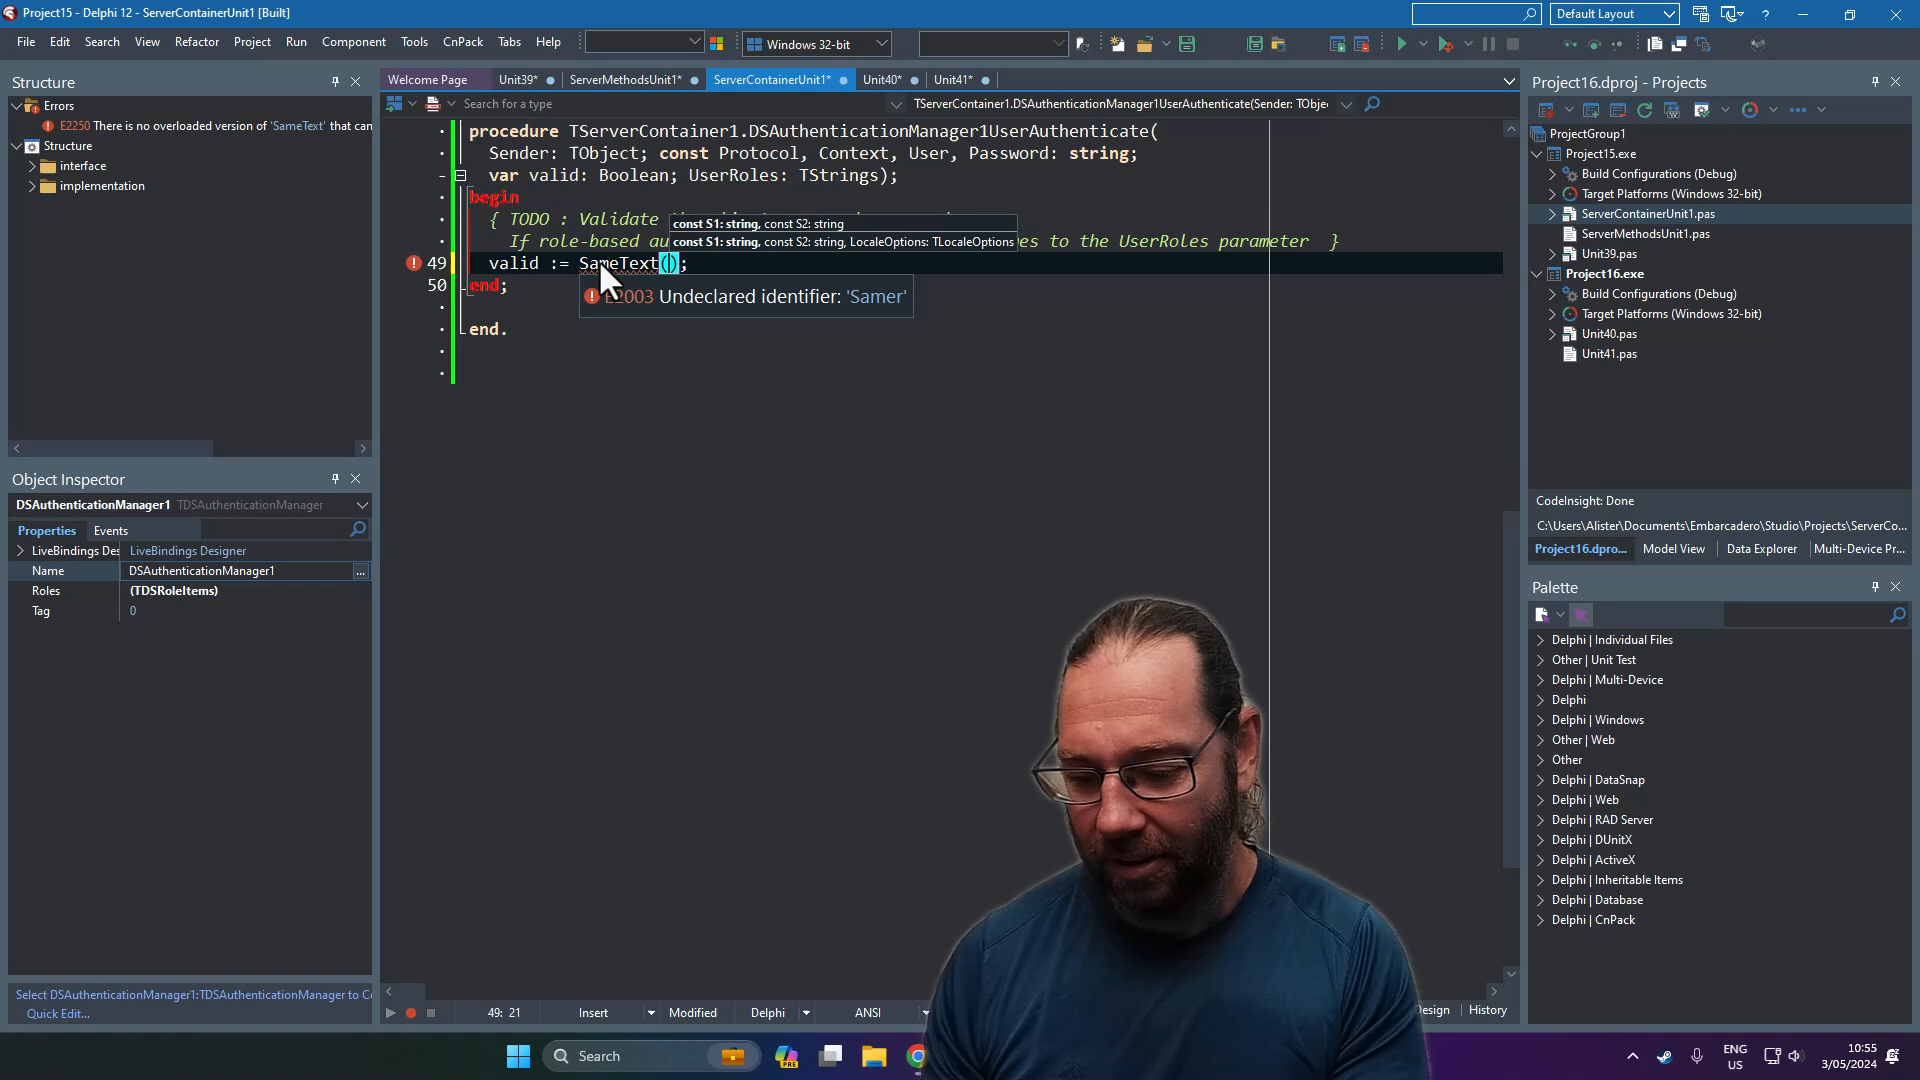 Project15 - Delphi 12 - ServerContainerUnit1 [Built]
Default Layout
File Edit Search View Refactor Project Run Component Tools CnPack Tabs Help
Windows 32-bit
Structure
Errors
E2250 There is no overloaded version of 'SameText' that can
Structure
interface
implementation
Object Inspector
DSAuthenticationManager1 TDSAuthenticationManager
Properties Events
LiveBindings Des LiveBindings Designer
Name DSAuthenticationManager1 ...
Roles (TDSRoleItems)
Tag 0
Select DSAuthenticationManager1:TDSAuthenticationManager to Co
Quick Edit...
Welcome Page Unit39* ServerMethodsUnit1* ServerContainerUnit1* Unit40* Unit41*
Search for a type
TServerContainer1.DSAuthenticationManager1UserAuthenticate(Sender: TObje
procedure TServerContainer1.DSAuthenticationManager1UserAuthenticate(
Sender: TObject; const Protocol, Context, User, Password: string;
var valid: Boolean; UserRoles: TStrings);
begin
{ TODO : Validate
const S1: string, const S2: string
If role-based au
const S1: string, const S2: string, LocaleOptions: TLocaleOptions
es to the UserRoles parameter }
49 valid := SameText();
50 end;
E2003 Undeclared identifier: 'Samer'
end.
49: 21 Insert Modified Delphi ANSI
Design History
Project16.dproj - Projects
ProjectGroup1
Project15.exe
Build Configurations (Debug)
Target Platforms (Windows 32-bit)
ServerContainerUnit1.pas
ServerMethodsUnit1.pas
Unit39.pas
Project16.exe
Build Configurations (Debug)
Target Platforms (Windows 32-bit)
Unit40.pas
Unit41.pas
CodeInsight: Done
C:\Users\Alister\Documents\Embarcadero\Studio\Projects\ServerCo...
Project16.dpro... Model View Data Explorer Multi-Device Pr...
Palette
Delphi | Individual Files
Other | Unit Test
Delphi | Multi-Device
Delphi
Delphi | Windows
Other | Web
Other
Delphi | DataSnap
Delphi | Web
Delphi | RAD Server
Delphi | DUnitX
Delphi | ActiveX
Delphi | Inheritable Items
Delphi | Database
Delphi | CnPack
Search
PRE
ENG
US
10:55
3/05/2024